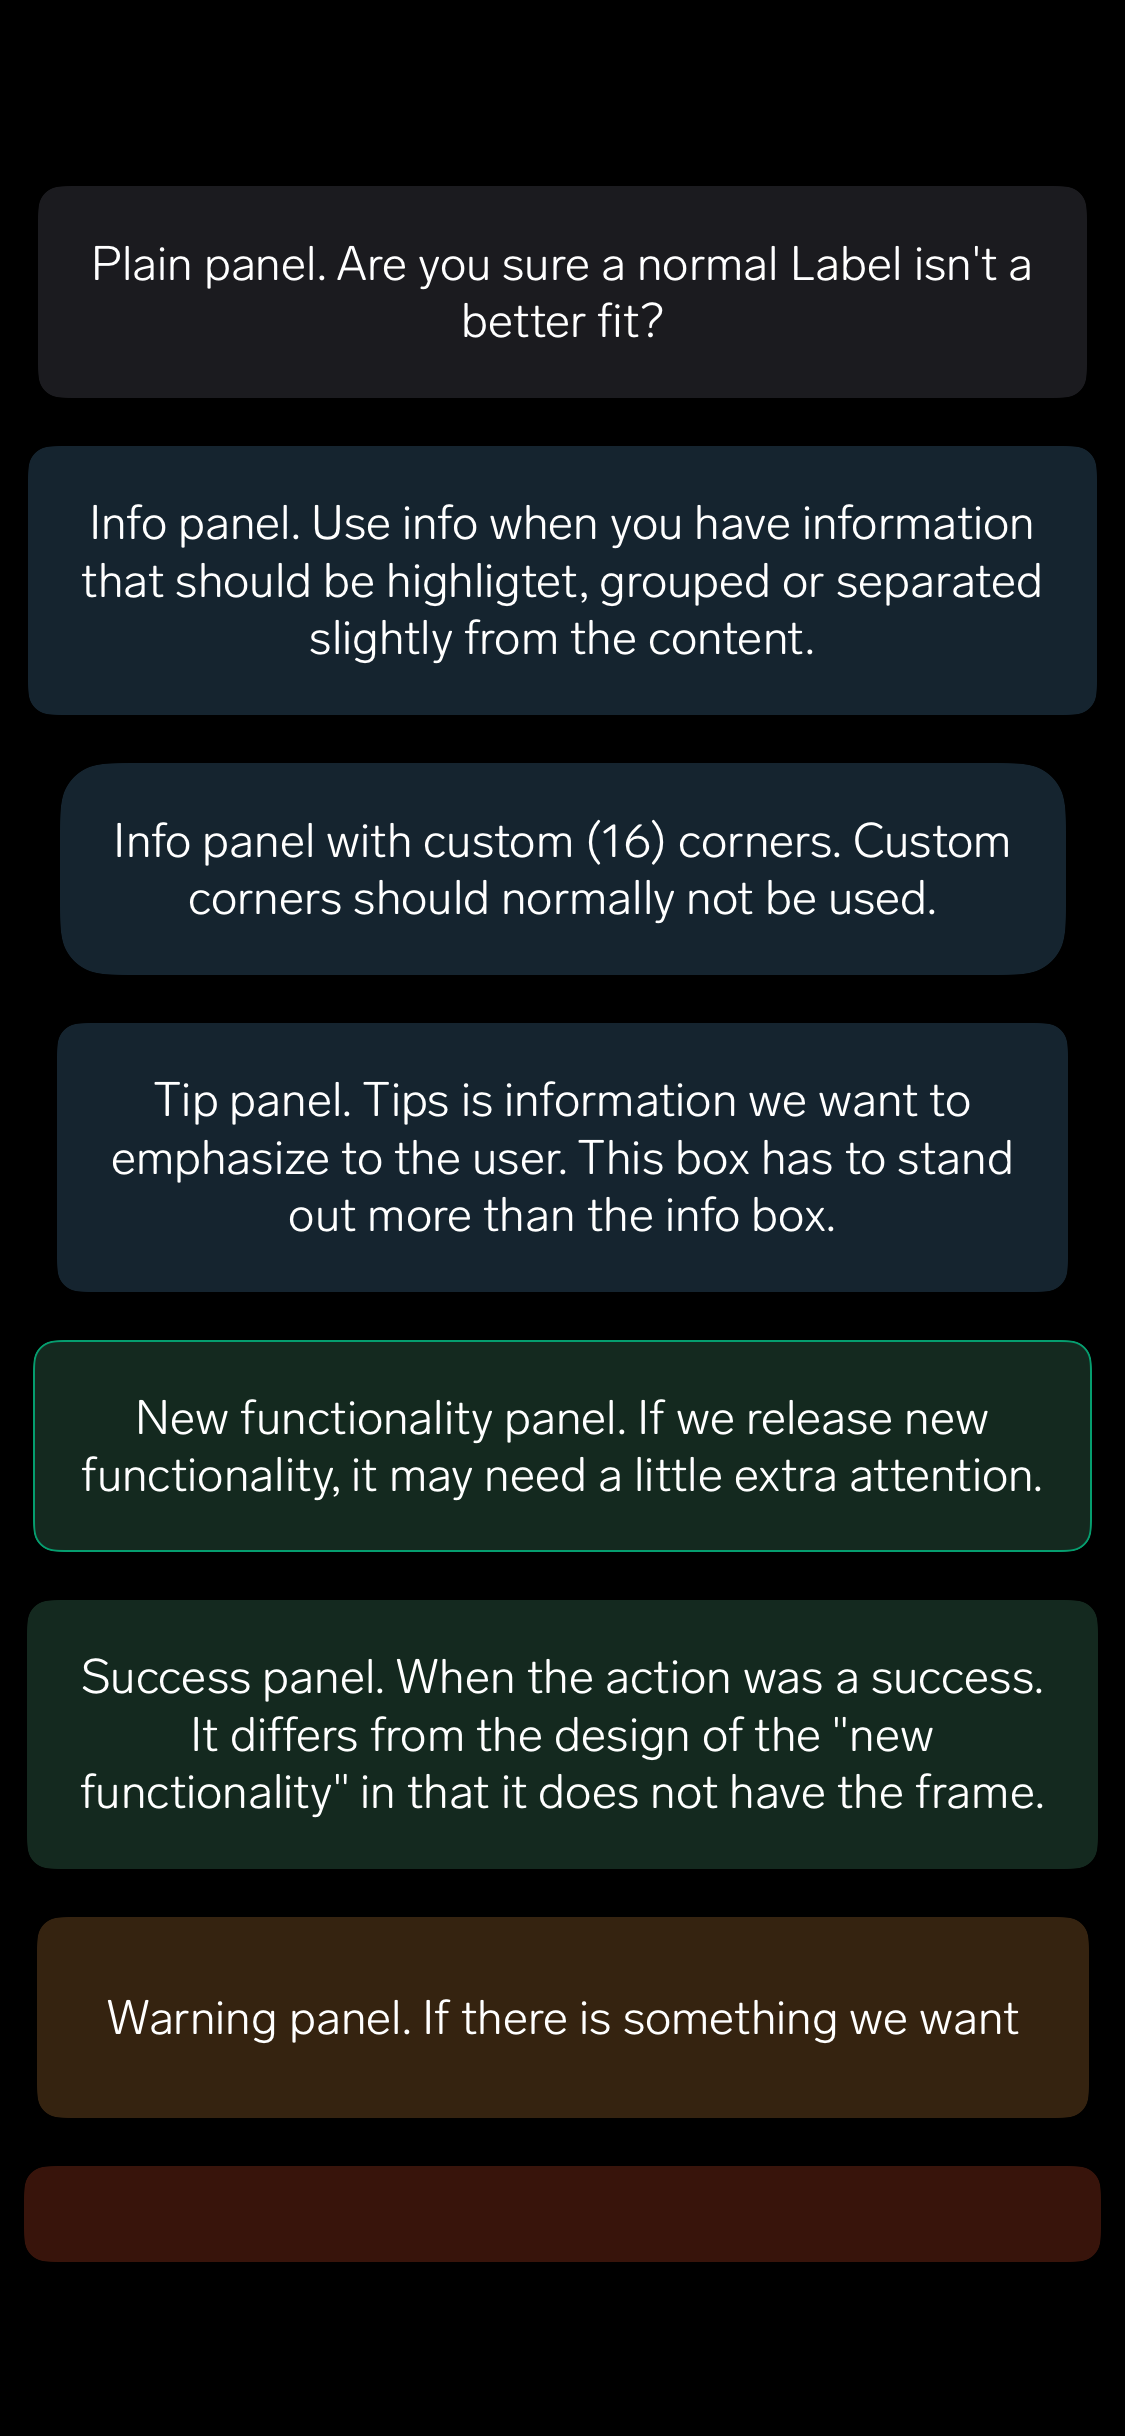 Plain panel. Are you sure a normal Label isn't a
better fit?
Info panel. Use info when you have information
that should be highligtet, grouped or separated
slightly from the content.
Info panel with custom (16) corners. Custom
corners should normally not be used.
Tip panel. Tips is information we want to
emphasize to the user. This box has to stand
out more than the info box.
New functionality panel. If we release new
functionality, it may need a little extra attention.
Success panel. When the action was a success.
It differs from the design of the "new
functionality" in that it does not have the frame.
Warning panel. If there is something we want